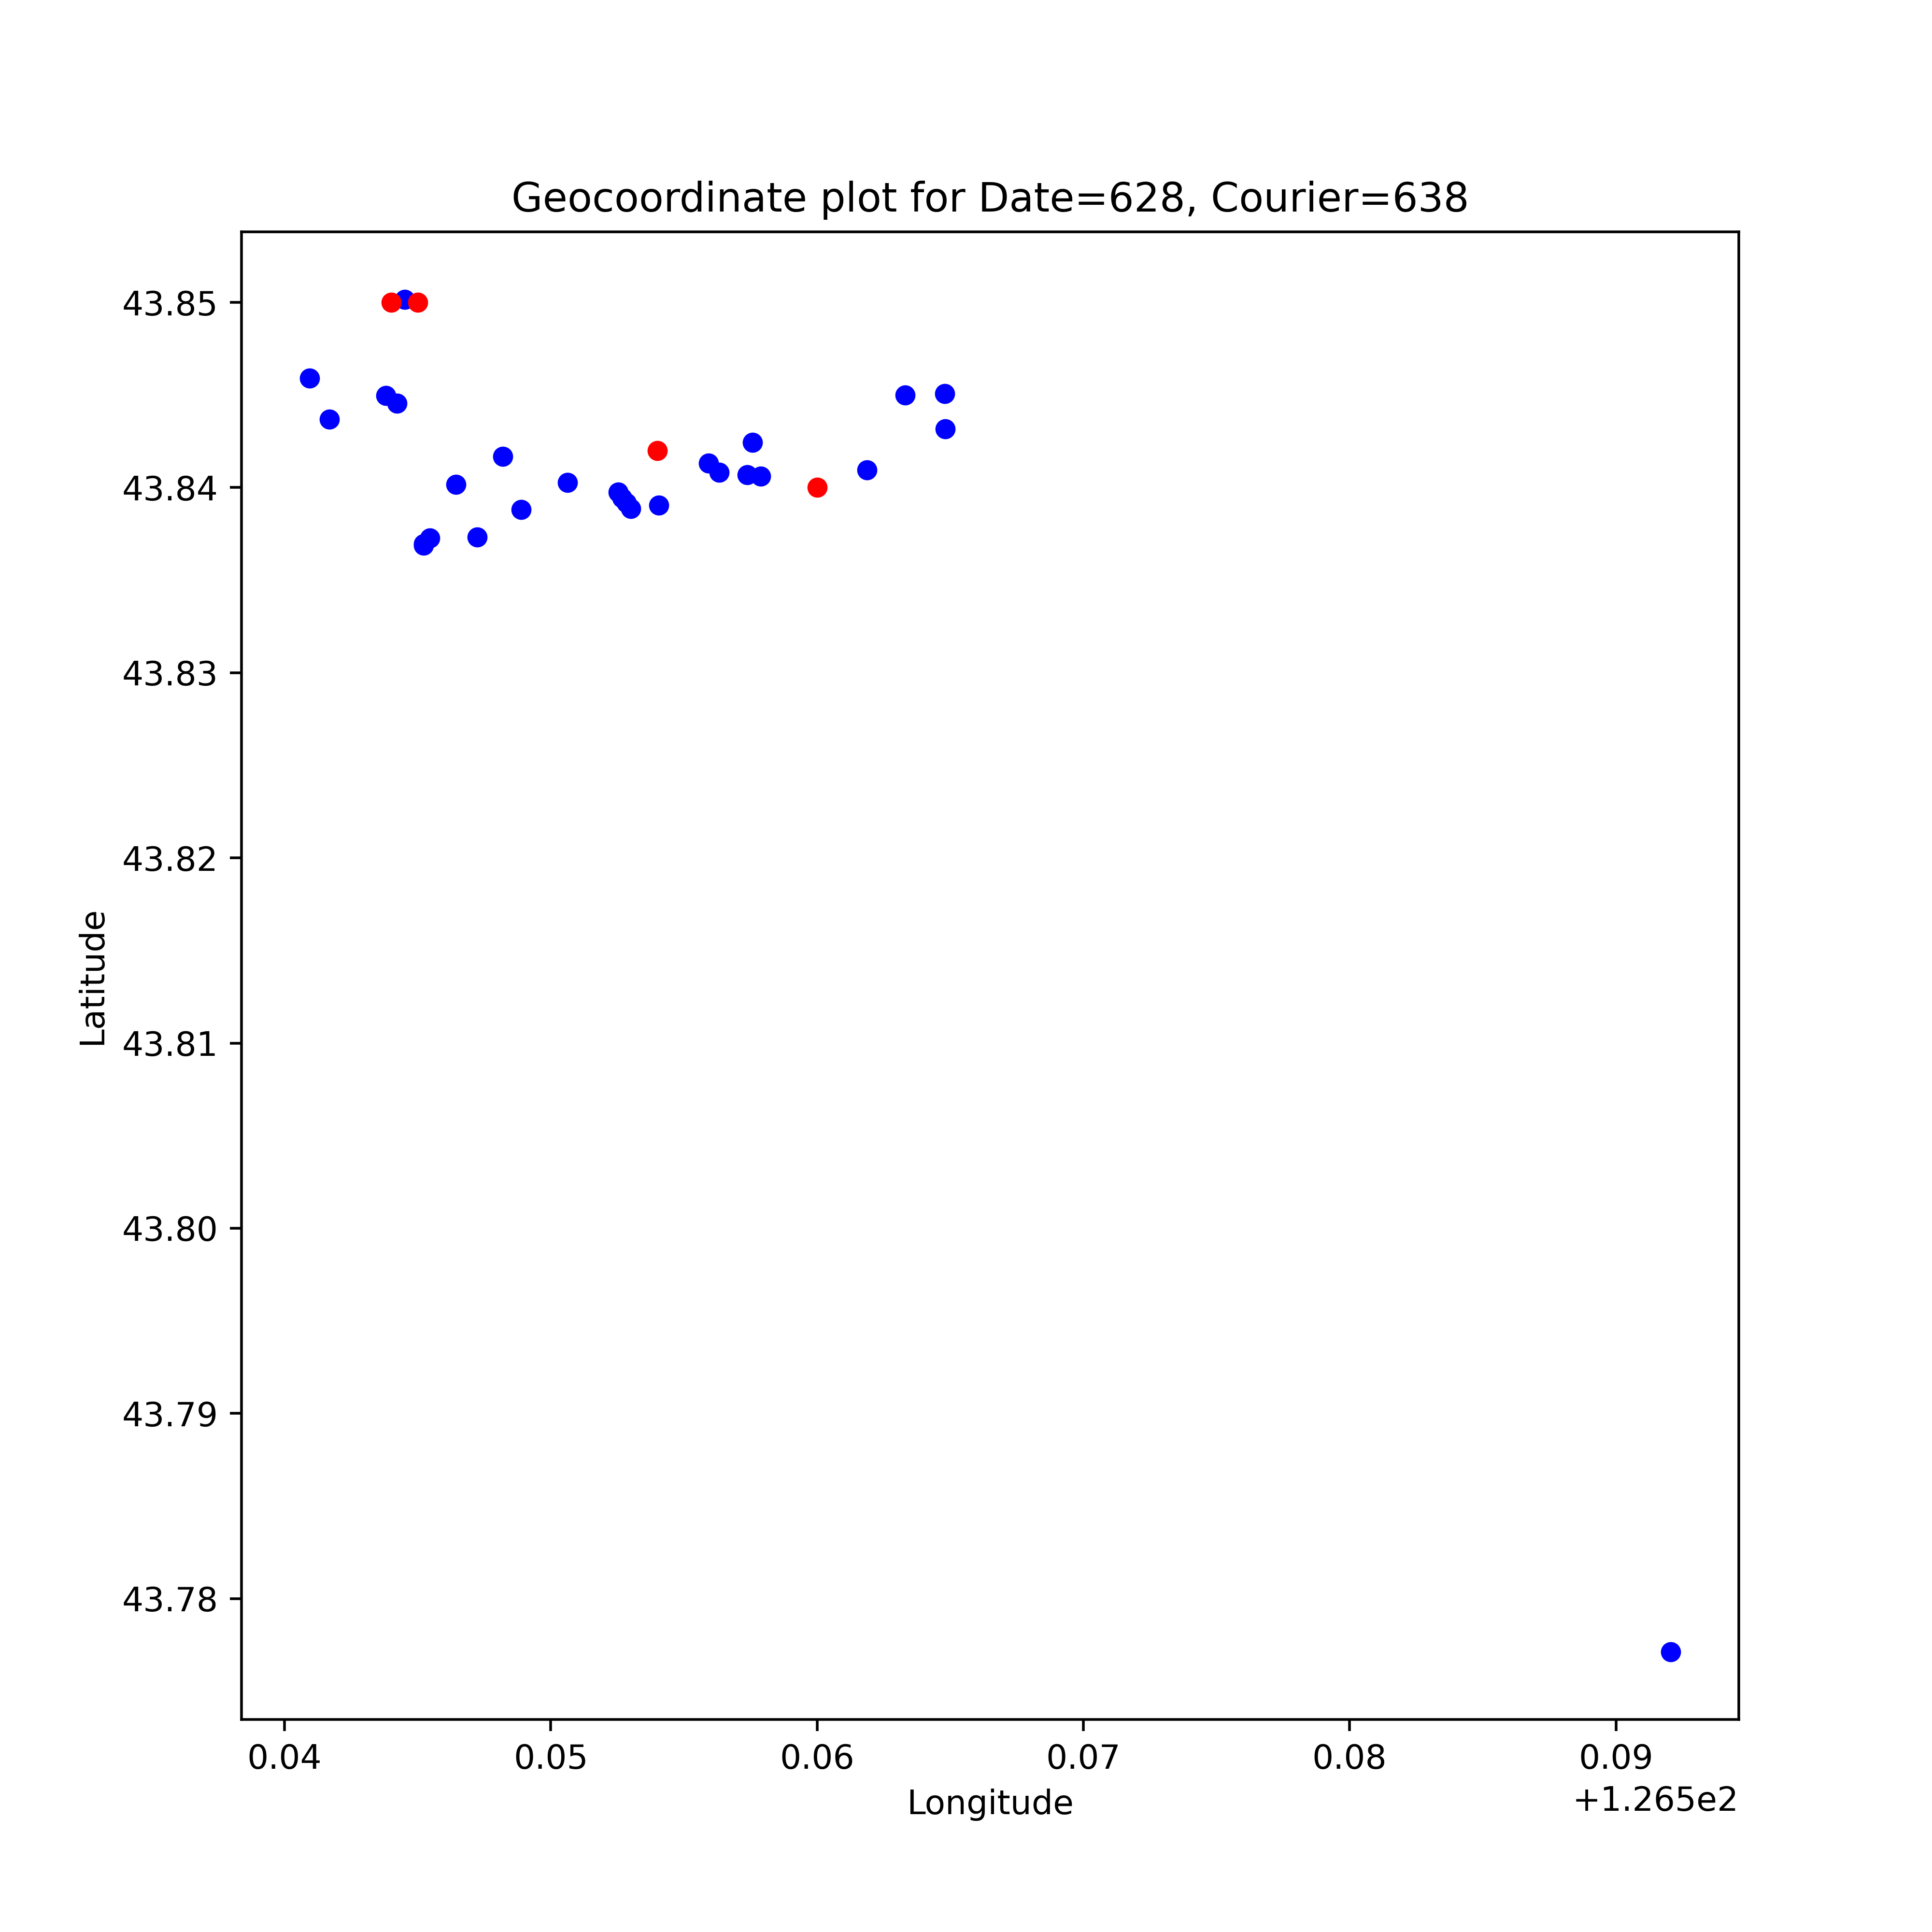 Geocoordinate plot for Date=628, Courier=638
43.85
43.84
43.83
43.82
43.81
43.80
43.79
43.78
Latitude
0.04 0.05 0.06 0.07 0.08 0.09
+1.265e2
Longitude